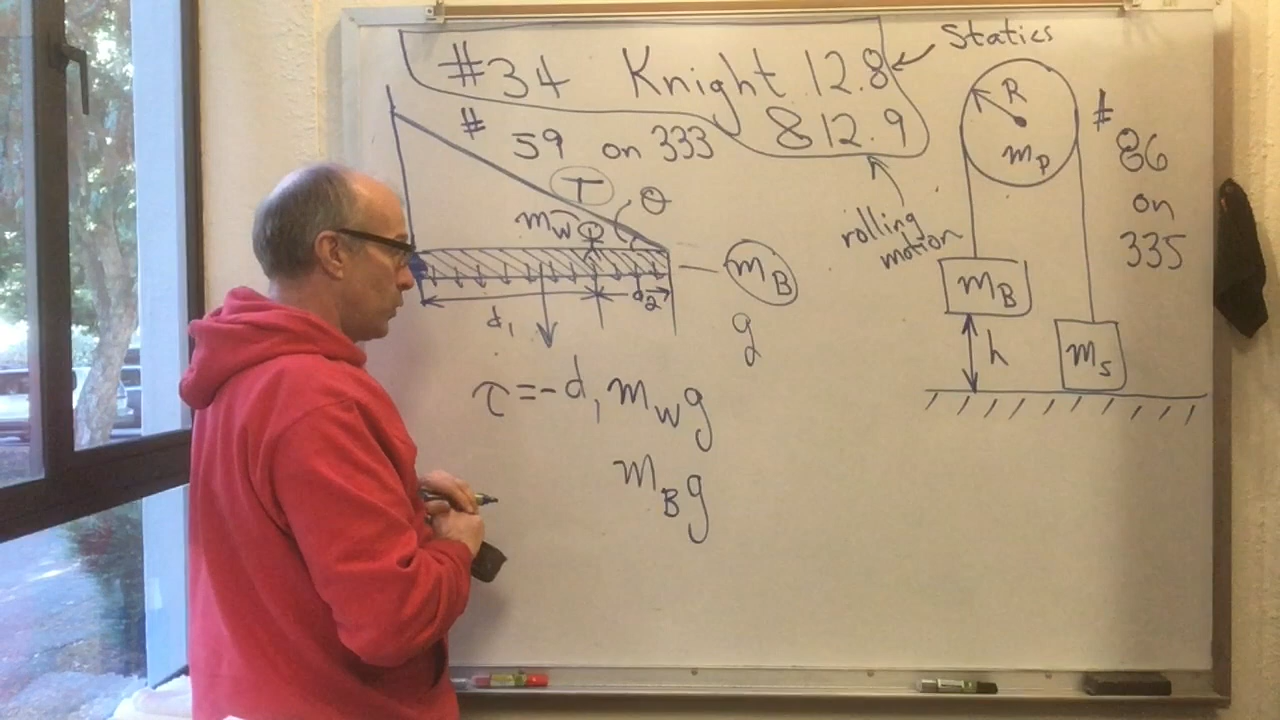 Statics
#34 Knight 12.8
& 12.9
# 59 on 333
rolling
motion
T
θ
m_W
m_B
g
d_1
d_2
τ = -d_1 m_W g
m_B g
R
m_P
# 86
on
335
m_B
h
m_S